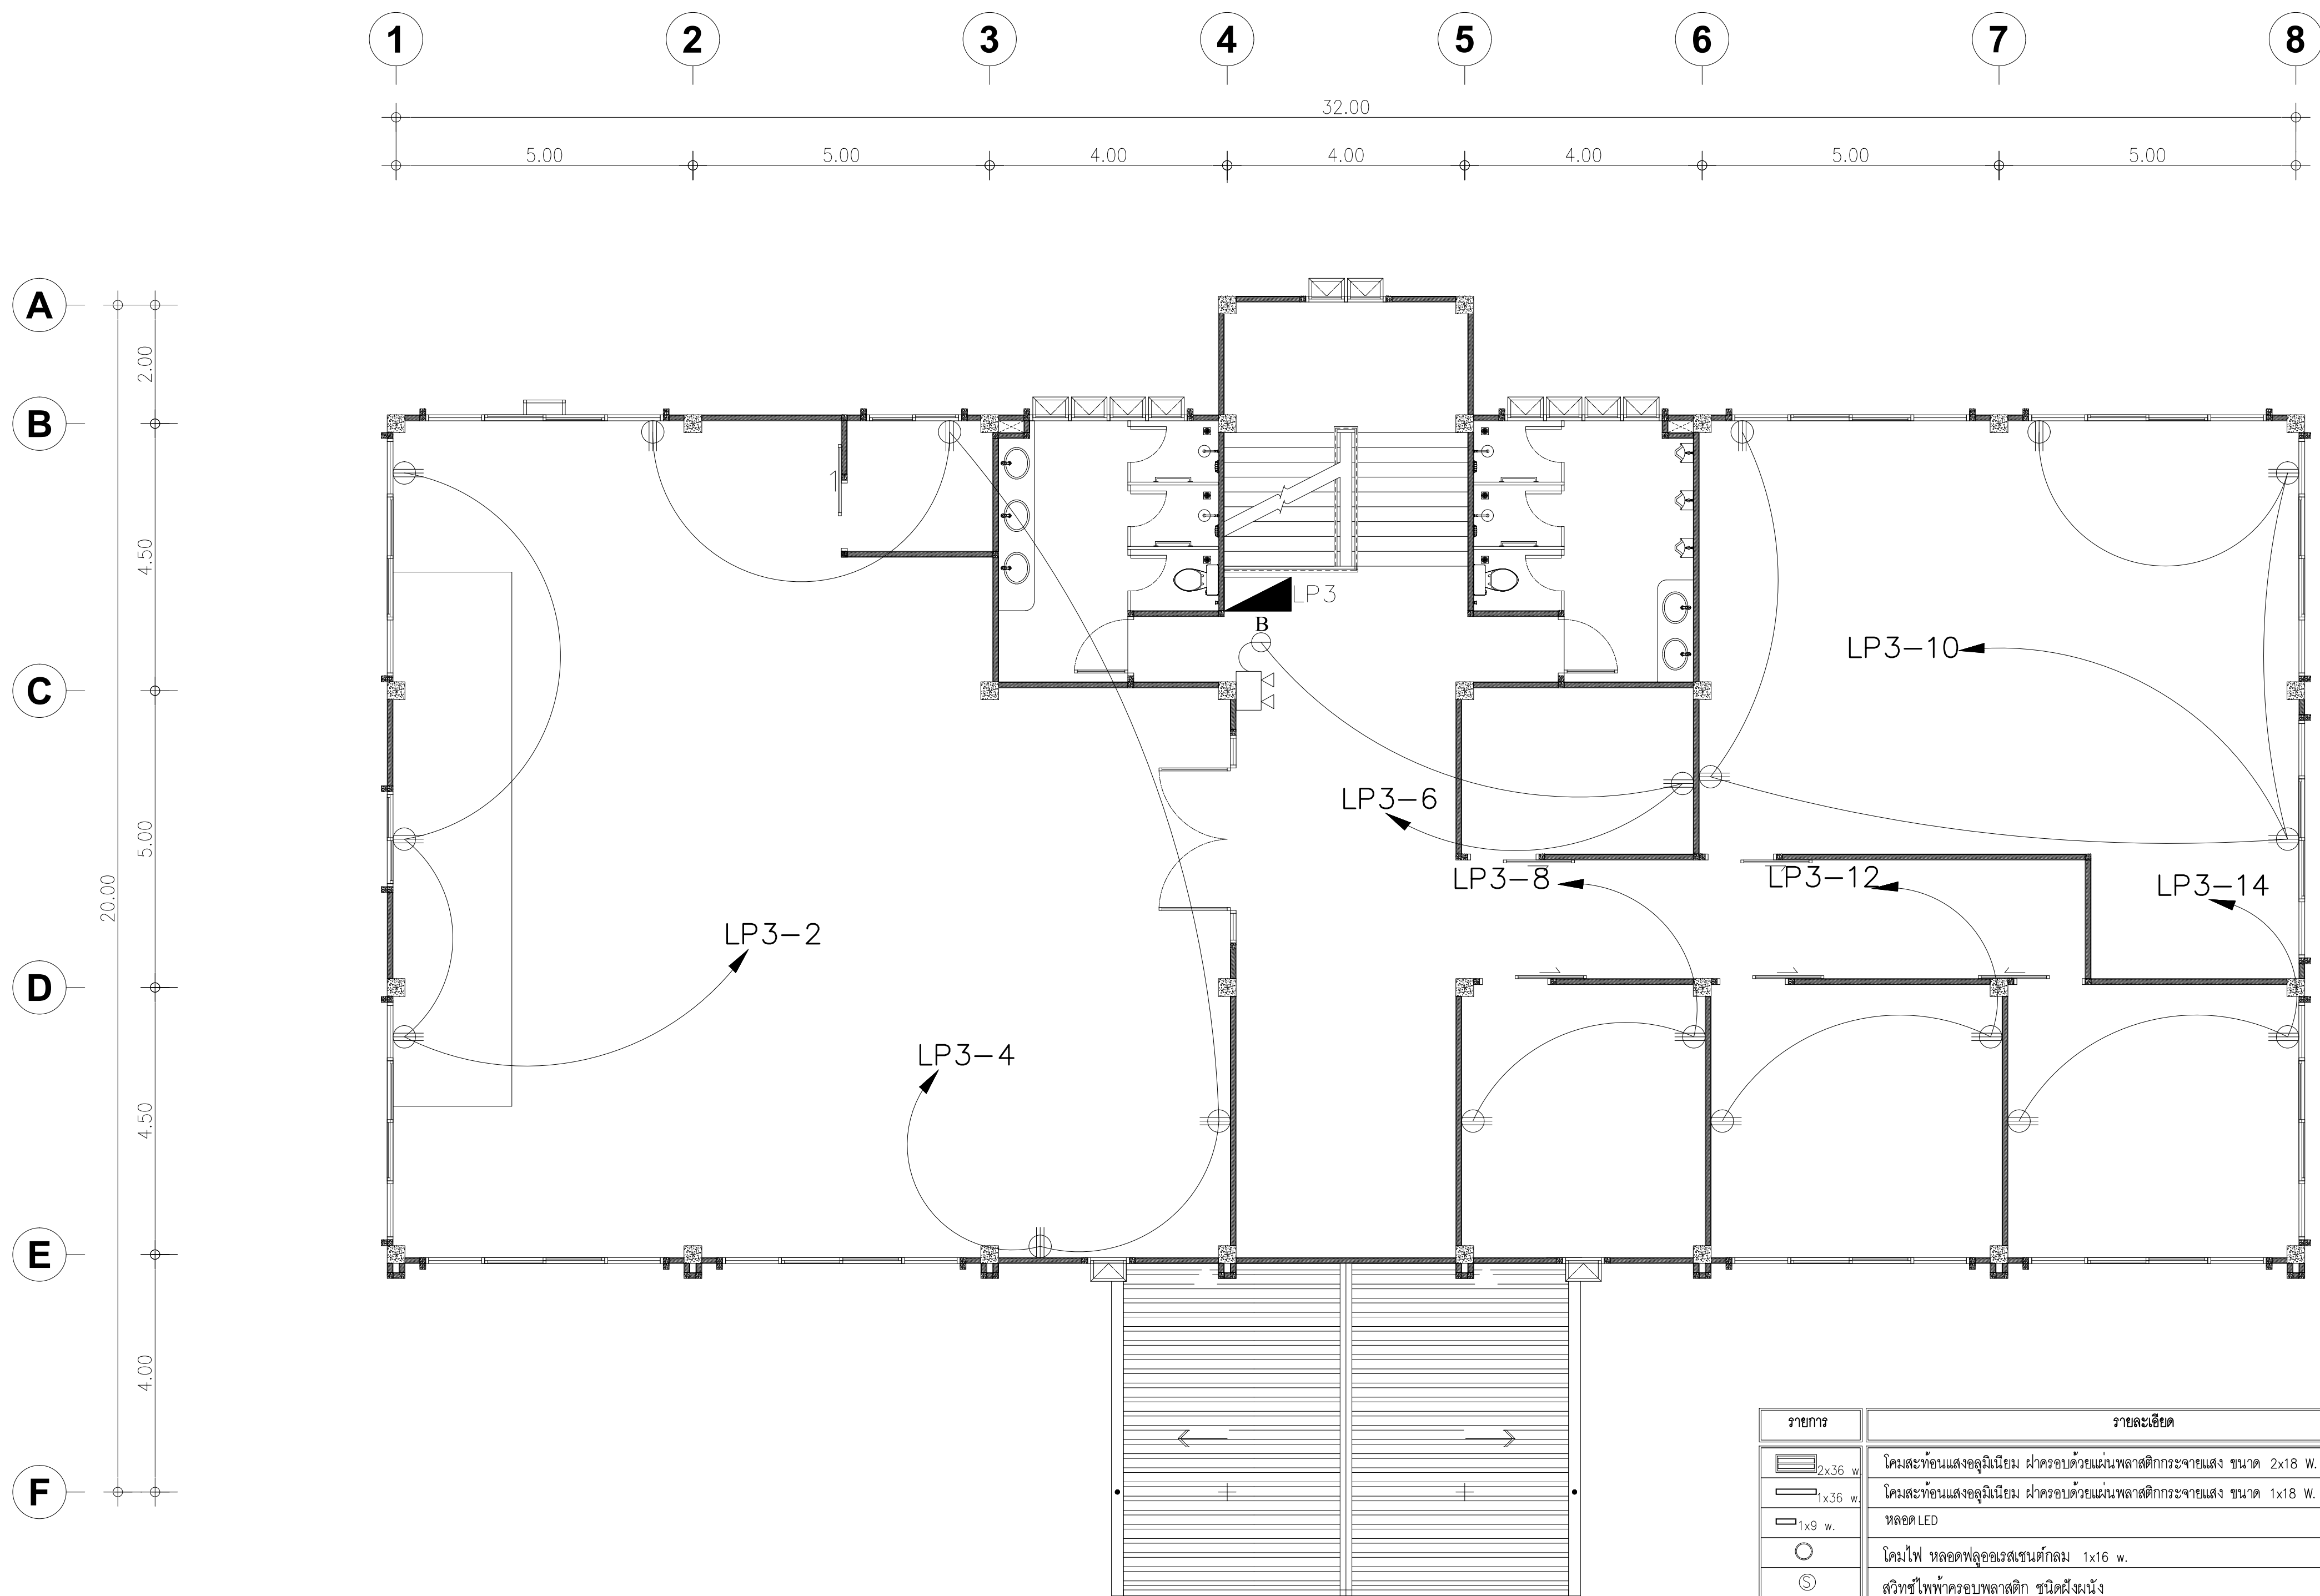 1 2 3 4 5 6 7 8
32.00
5.00 5.00 4.00 4.00 4.00 5.00 5.00
A
2.00
B
4.50
LP3
B
LP3-10
C
LP3-6
5.00
20.00
LP3-8 LP3-12 LP3-14
LP3-2
D
LP3-4
4.50
E
4.00
F
รายการ รายละเอียด
2x36 w. โคมสะท้อนแสงอลูมิเนียม ฝาครอบด้วยแผ่นพลาสติกกระจายแสง ขนาด 2x18 W.
1x36 w. โคมสะท้อนแสงอลูมิเนียม ฝาครอบด้วยแผ่นพลาสติกกระจายแสง ขนาด 1x18 W.
1x9 w. หลอด LED
โคมไฟ หลอดฟลูออเรสเซนต์กลม 1x16 w.
S สวิทซ์ไฟฟ้าครอบพลาสติก ชนิดฝังผนัง